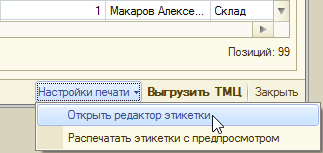 1 Макаров Алексе... Склад
Позиций: 99
Настройки печати Выгрузить ТМЦ Закрыть
Открыть редактор этикетки
Распечатать этикетки с предпросмотром